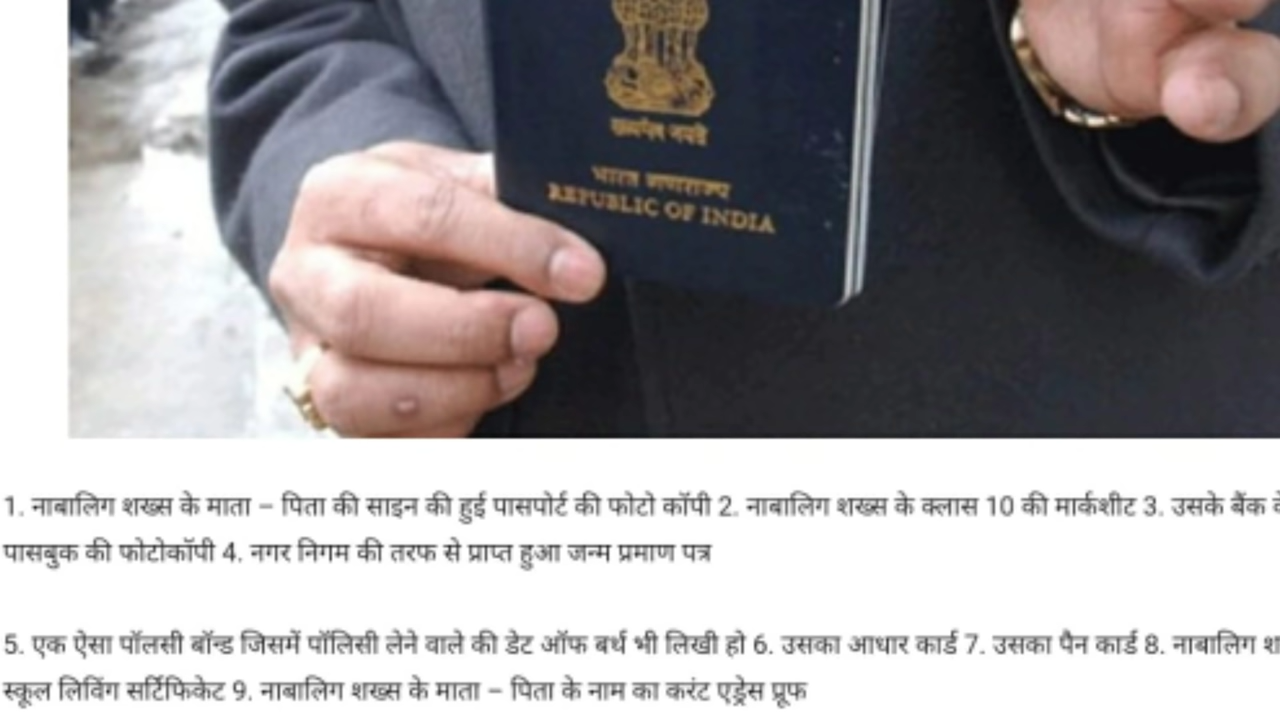 सत्यमेव जयते
भारत गणराज्य
REPUBLIC OF INDIA
1. नाबालिग शख्स के माता – पिता की साइन की हुई पासपोर्ट की फोटो कॉपी 2. नाबालिग शख्स के क्लास 10 की मार्कशीट 3. उसके बैंक
पासबुक की फोटोकॉपी 4. नगर निगम की तरफ से प्राप्त हुआ जन्म प्रमाण पत्र
5. एक ऐसा पॉलसी बॉन्ड जिसमें पॉलिसी लेने वाले की डेट ऑफ बर्थ भी लिखी हो 6. उसका आधार कार्ड 7. उसका पैन कार्ड 8. नाबालिग
स्कूल लिविंग सर्टिफिकेट 9. नाबालिग शख्स के माता – पिता के नाम का करंट एड्रेस प्रूफ